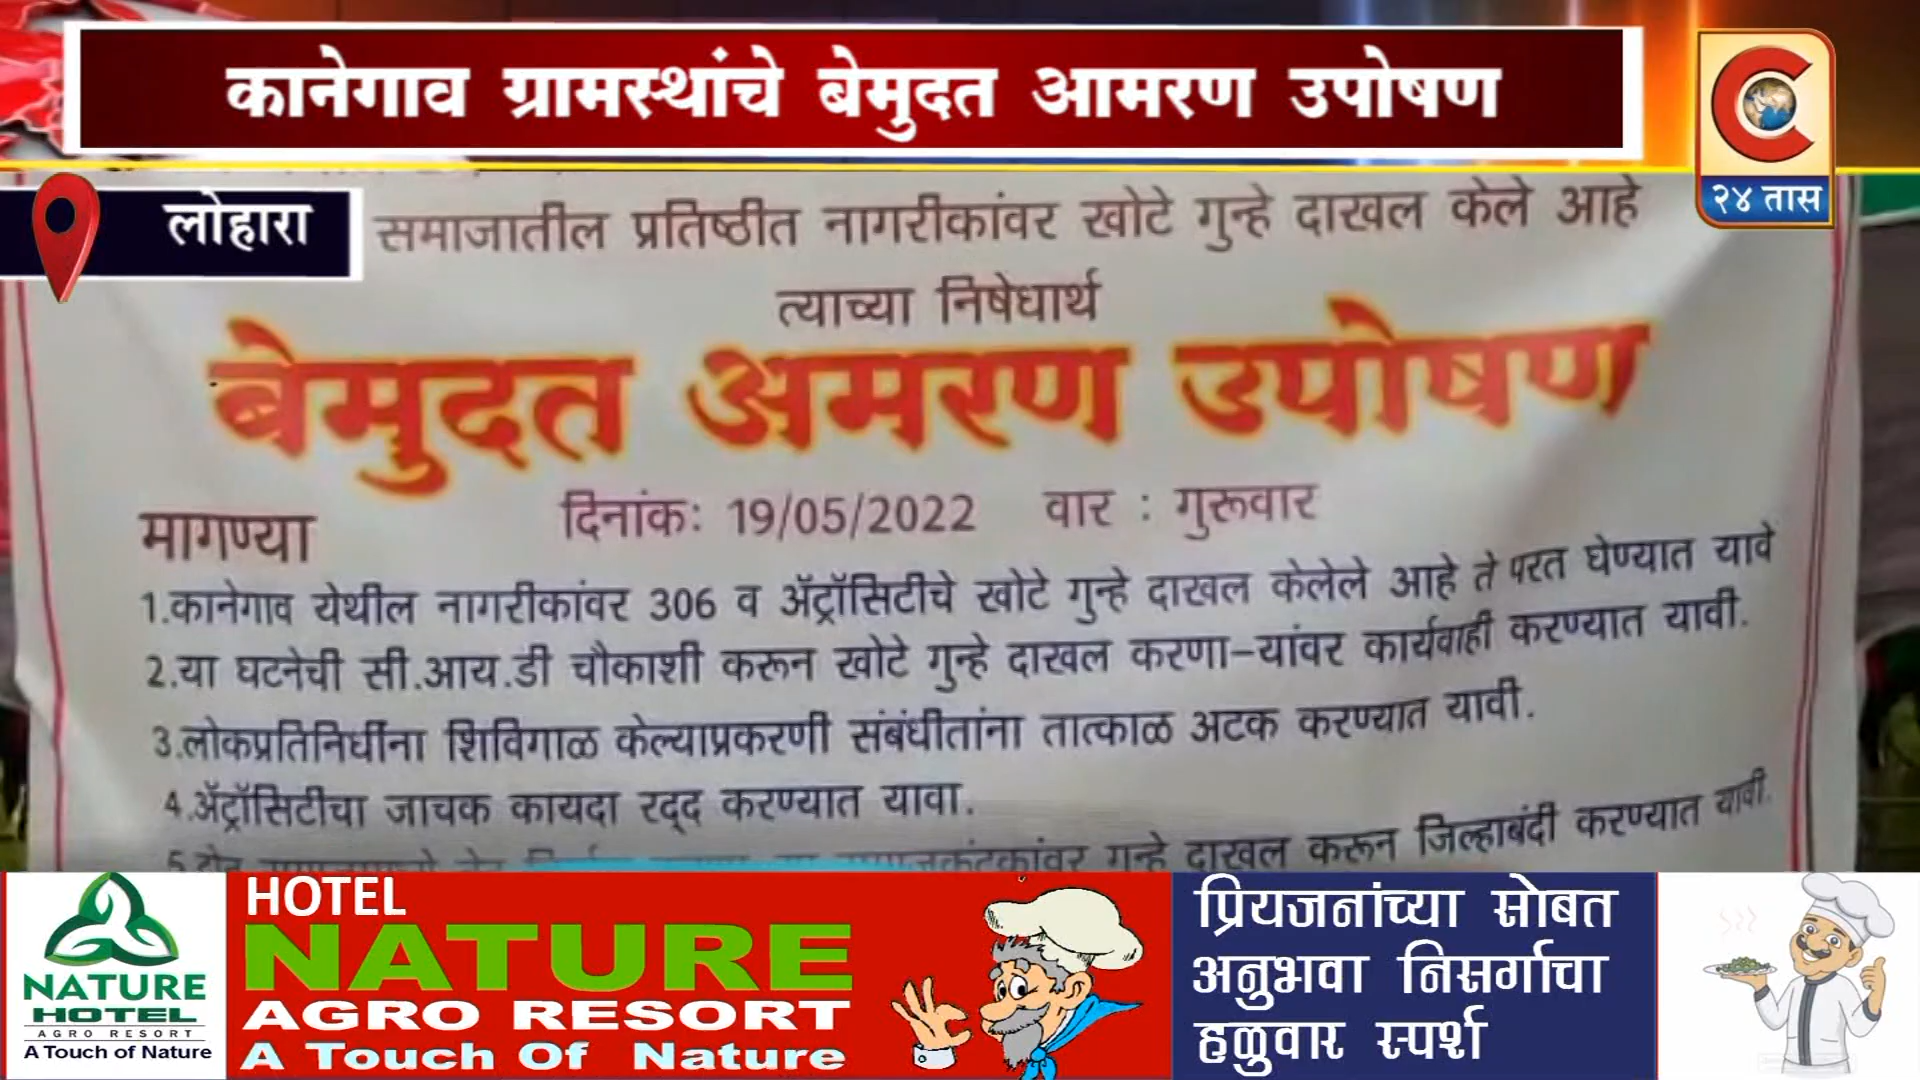 कानेगाव ग्रामस्थांचे बेमुदत आमरण उपोषण
२४ तास
लोहारा
समाजातील प्रतिष्ठीत नागरीकांवर खोटे गुन्हे दाखल केले आहे
त्याच्या निषेधार्थ
बेमुदत अमरण उपोषण
दिनांक: 19/05/2022 वार : गुरूवार
मागण्या
1.कानेगाव येथील नागरीकांवर 306 व ॲट्रॉसिटीचे खोटे गुन्हे दाखल केलेले आहे ते परत घेण्यात यावे
2.या घटनेची सी.आय.डी चौकाशी करून खोटे गुन्हे दाखल करणा-यांवर कार्यवाही करण्यात यावी.
3.लोकप्रतिनिधींना शिविगाळ केल्याप्रकरणी संबंधीतांना तात्काळ अटक करण्यात यावी.
4.ॲट्रॉसिटीचा जाचक कायदा रद्द करण्यात यावा.
गुन्हे दाखल करून जिल्हाबंदी करण्यात यावी.
NATURE
HOTEL
AGRO RESORT
A Touch of Nature
HOTEL
NATURE
AGRO RESORT
A Touch Of Nature
प्रियजनांच्या सोबत
अनुभवा निसर्गाचा
हळुवार स्पर्श